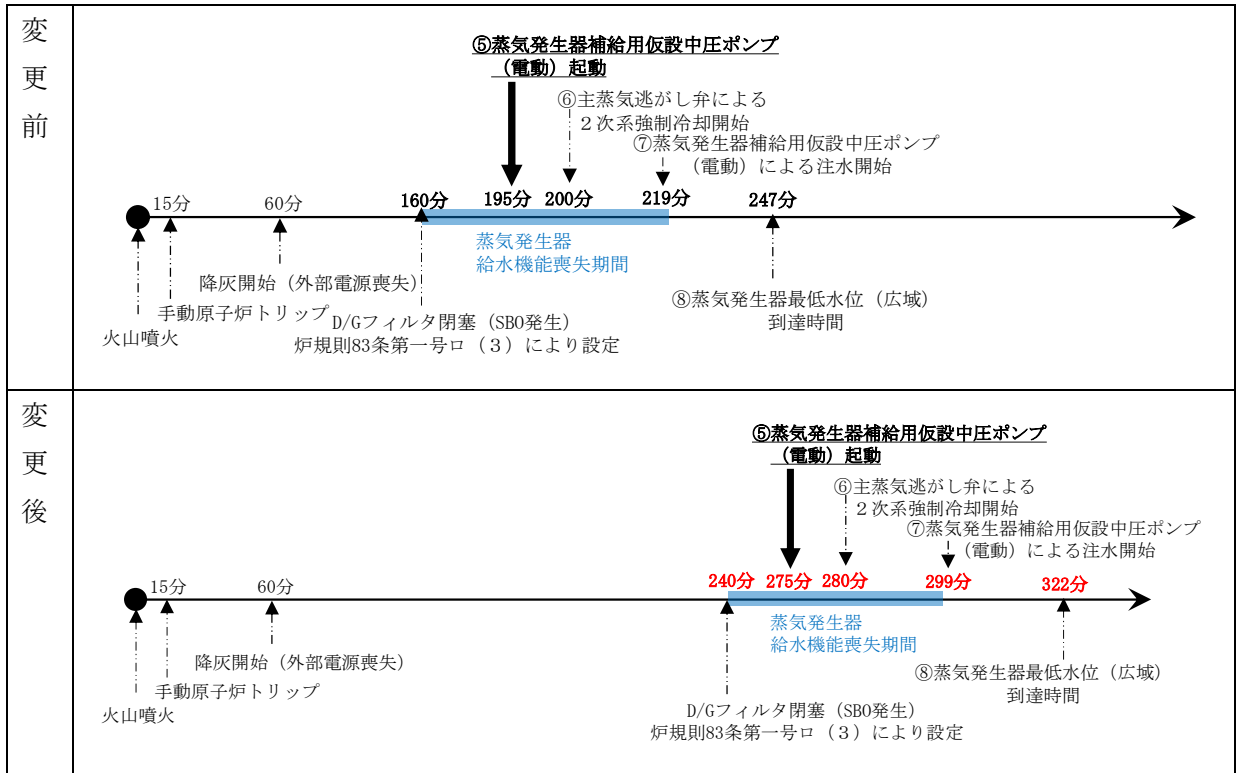 変更前
⑤蒸気発生器補給用仮設中圧ポンプ
（電動）起動
⑥主蒸気逃がし弁による
２次系強制冷却開始
⑦蒸気発生器補給用仮設中圧ポンプ
（電動）による注水開始
15分
60分
160分
195分
200分
219分
247分
蒸気発生器
給水機能喪失期間
降灰開始（外部電源喪失）
手動原子炉トリップ
火山噴火
D/Gフィルタ閉塞（SBO発生）
炉規則83条第一号ロ（３）により設定
⑧蒸気発生器最低水位（広域）
到達時間
変更後
⑤蒸気発生器補給用仮設中圧ポンプ
（電動）起動
⑥主蒸気逃がし弁による
２次系強制冷却開始
⑦蒸気発生器補給用仮設中圧ポンプ
（電動）による注水開始
15分
60分
240分
275分
280分
299分
322分
蒸気発生器
給水機能喪失期間
降灰開始（外部電源喪失）
手動原子炉トリップ
火山噴火
D/Gフィルタ閉塞（SBO発生）
炉規則83条第一号ロ（３）により設定
⑧蒸気発生器最低水位（広域）
到達時間